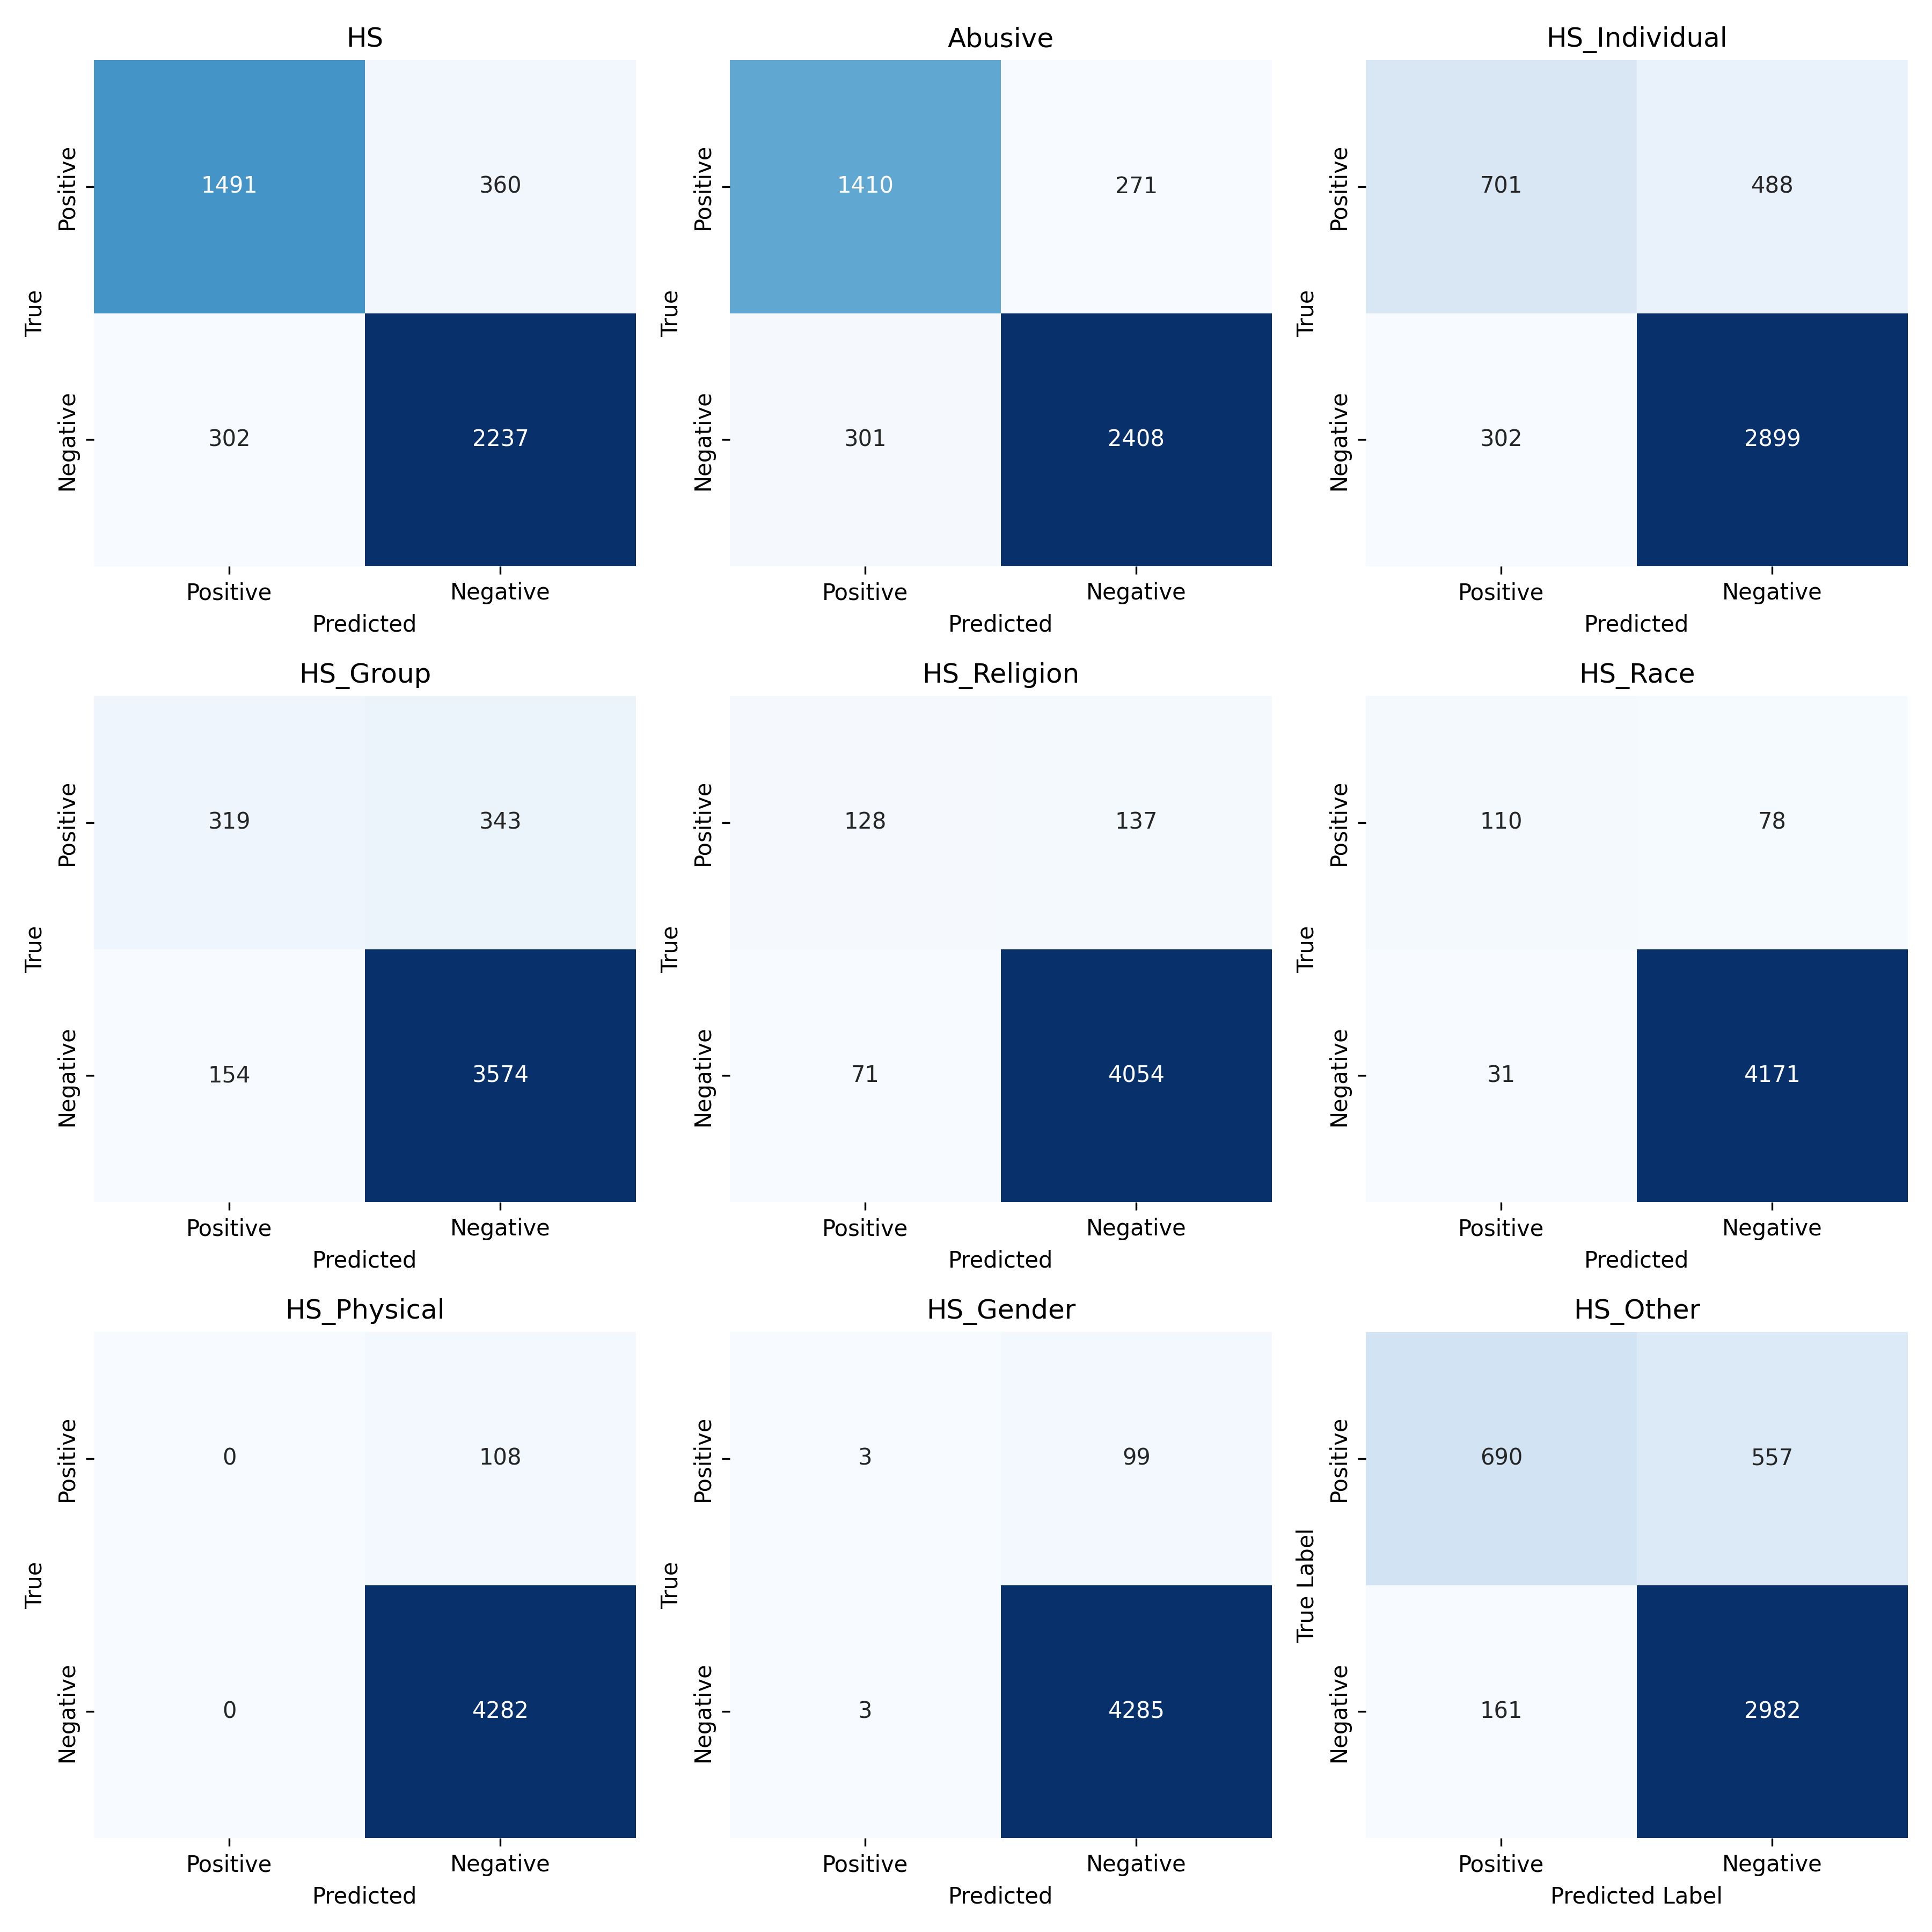 HS
Positive
1491
360
True
Negative
302
2237
Positive
Negative
Predicted
Abusive
Positive
1410
271
True
Negative
301
2408
Positive
Negative
Predicted
HS_Individual
Positive
701
488
True
Negative
302
2899
Positive
Negative
Predicted
HS_Group
Positive
319
343
True
Negative
154
3574
Positive
Negative
Predicted
HS_Religion
Positive
128
137
True
Negative
71
4054
Positive
Negative
Predicted
HS_Race
Positive
110
78
True
Negative
31
4171
Positive
Negative
Predicted
HS_Physical
Positive
0
108
True
Negative
0
4282
Positive
Negative
Predicted
HS_Gender
Positive
3
99
True
Negative
3
4285
Positive
Negative
Predicted
HS_Other
Positive
690
557
True Label
Negative
161
2982
Positive
Negative
Predicted Label